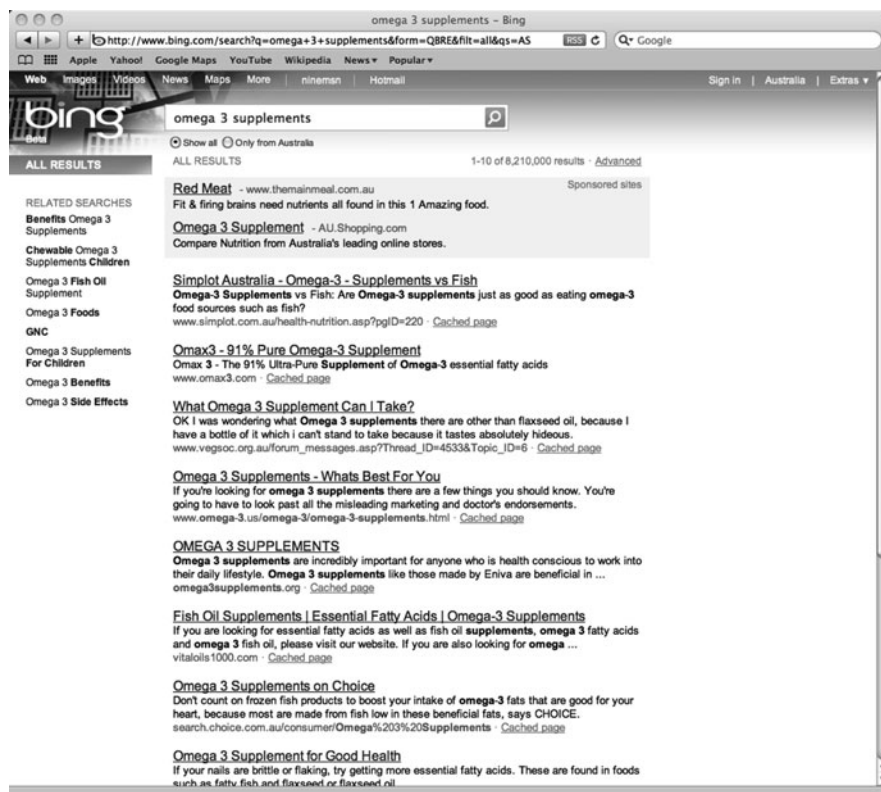 omega 3 supplements – Bing
http://www.bing.com/search?q=omega+3+supplements&form=QBRE&filt=all&qs=AS RSS Google
Apple Yahoo! Google Maps YouTube Wikipedia News Popular
Web Images Videos News Maps More | ninemsn | Hotmail Sign in | Australia | Extras
bing
Beta
omega 3 supplements
Show all Only from Australia
ALL RESULTS
ALL RESULTS 1-10 of 8,210,000 results · Advanced
RELATED SEARCHES
Benefits Omega 3
Supplements
Chewable Omega 3
Supplements Children
Omega 3 Fish Oil
Supplement
Omega 3 Foods
GNC
Omega 3 Supplements
For Children
Omega 3 Benefits
Omega 3 Side Effects
Red Meat - www.themainmeal.com.au Sponsored sites
Fit & firing brains need nutrients all found in this 1 Amazing food.
Omega 3 Supplement - AU.Shopping.com
Compare Nutrition from Australia's leading online stores.
Simplot Australia - Omega-3 - Supplements vs Fish
Omega-3 Supplements vs Fish: Are Omega-3 supplements just as good as eating omega-3
food sources such as fish?
www.simplot.com.au/health-nutrition.asp?pgID=220 · Cached page
Omax3 - 91% Pure Omega-3 Supplement
Omax 3 - The 91% Ultra-Pure Supplement of Omega-3 essential fatty acids
www.omax3.com · Cached page
What Omega 3 Supplement Can I Take?
OK I was wondering what Omega 3 supplements there are other than flaxseed oil, because I
have a bottle of it which i can't stand to take because it tastes absolutely hideous.
www.vegsoc.org.au/forum_messages.asp?Thread_ID=4533&Topic_ID=6 · Cached page
Omega 3 Supplements - Whats Best For You
If you're looking for omega 3 supplements there are a few things you should know. You're
going to have to look past all the misleading marketing and doctor's endorsements.
www.omega-3.us/omega-3/omega-3-supplements.html · Cached page
OMEGA 3 SUPPLEMENTS
Omega 3 supplements are incredibly important for anyone who is health conscious to work into
their daily lifestyle. Omega 3 supplements like those made by Eniva are beneficial in ...
omega3supplements.org · Cached page
Fish Oil Supplements | Essential Fatty Acids | Omega-3 Supplements
If you are looking for essential fatty acids as well as fish oil supplements, omega 3 fatty acids
and omega 3 fish oil, please visit our website. If you are also looking for omega ...
vitaloils1000.com · Cached page
Omega 3 Supplements on Choice
Don't count on frozen fish products to boost your intake of omega-3 fats that are good for your
heart, because most are made from fish low in these beneficial fats, says CHOICE.
search.choice.com.au/consumer/Omega%203%20Supplements · Cached page
Omega 3 Supplement for Good Health
If your nails are brittle or flaking, try getting more essential fatty acids. These are found in foods
such as fatty fish and flaxseed or flaxseed oil